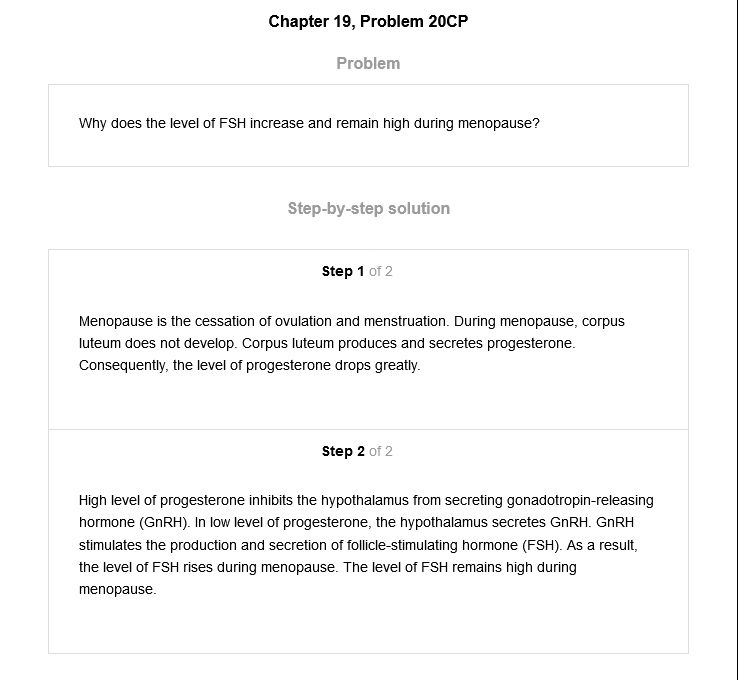 Chapter 19, Problem 20CP
Problem
Why does the level of FSH increase and remain high during menopause?
Step-by-step solution
Step 1 of 2
Menopause is the cessation of ovulation and menstruation. During menopause, corpus
luteum does not develop. Corpus luteum produces and secretes progesterone.
Consequently, the level of progesterone drops greatly.
Step 2 of 2
High level of progesterone inhibits the hypothalamus from secreting gonadotropin-releasing
hormone (GnRH). In low level of progesterone, the hypothalamus secretes GnRH. GnRH
stimulates the production and secretion of follicle-stimulating hormone (FSH). As a result,
the level of FSH rises during menopause. The level of FSH remains high during
menopause.